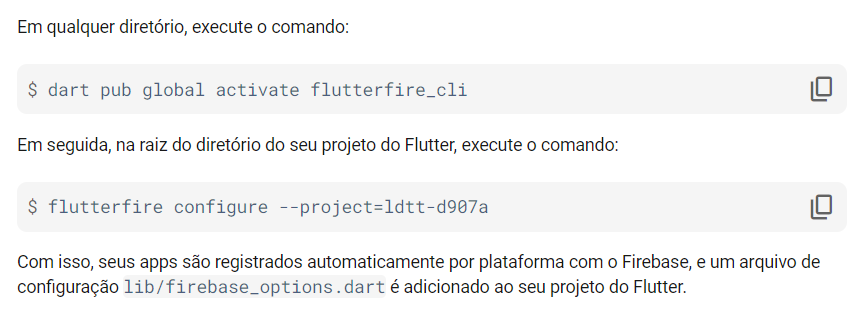 Em qualquer diretório, execute o comando:
$ dart pub global activate flutterfire_cli
Em seguida, na raiz do diretório do seu projeto do Flutter, execute o comando:
$ flutterfire configure --project=ldtt-d907a
Com isso, seus apps são registrados automaticamente por plataforma com o Firebase, e um arquivo de
configuração lib/firebase_options.dart é adicionado ao seu projeto do Flutter.